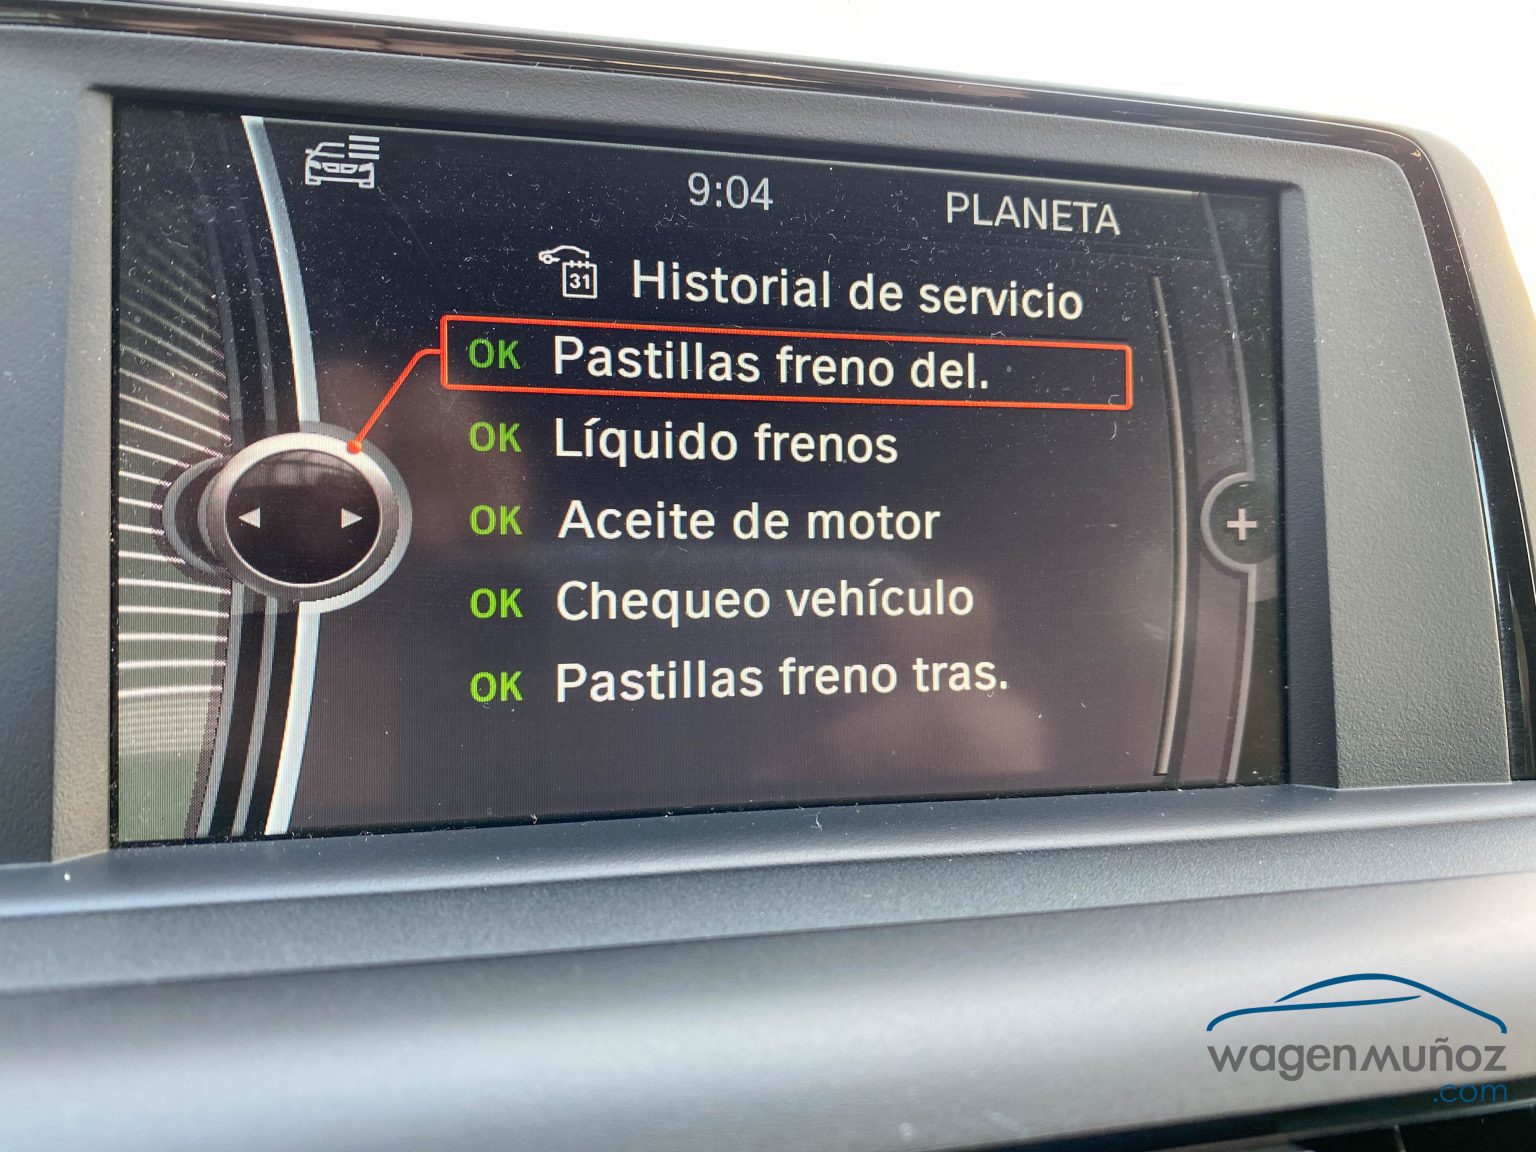 9:04
PLANETA
31
Historial de servicio
OK Pastillas freno del.
OK Líquido frenos
OK Aceite de motor
OK Chequeo vehículo
OK Pastillas freno tras.
+
wagenmuñoz
.com